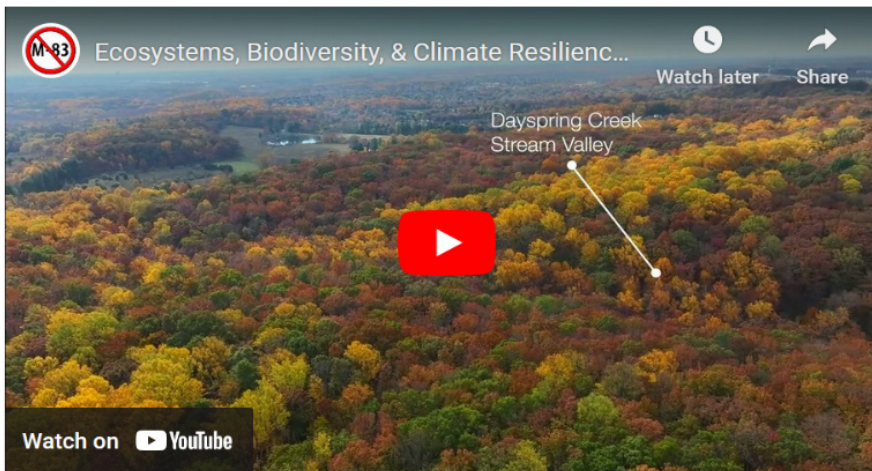 M-83
Ecosystems, Biodiversity, & Climate Resilienc...
Watch later
Share
Dayspring Creek
Stream Valley
Watch on YouTube